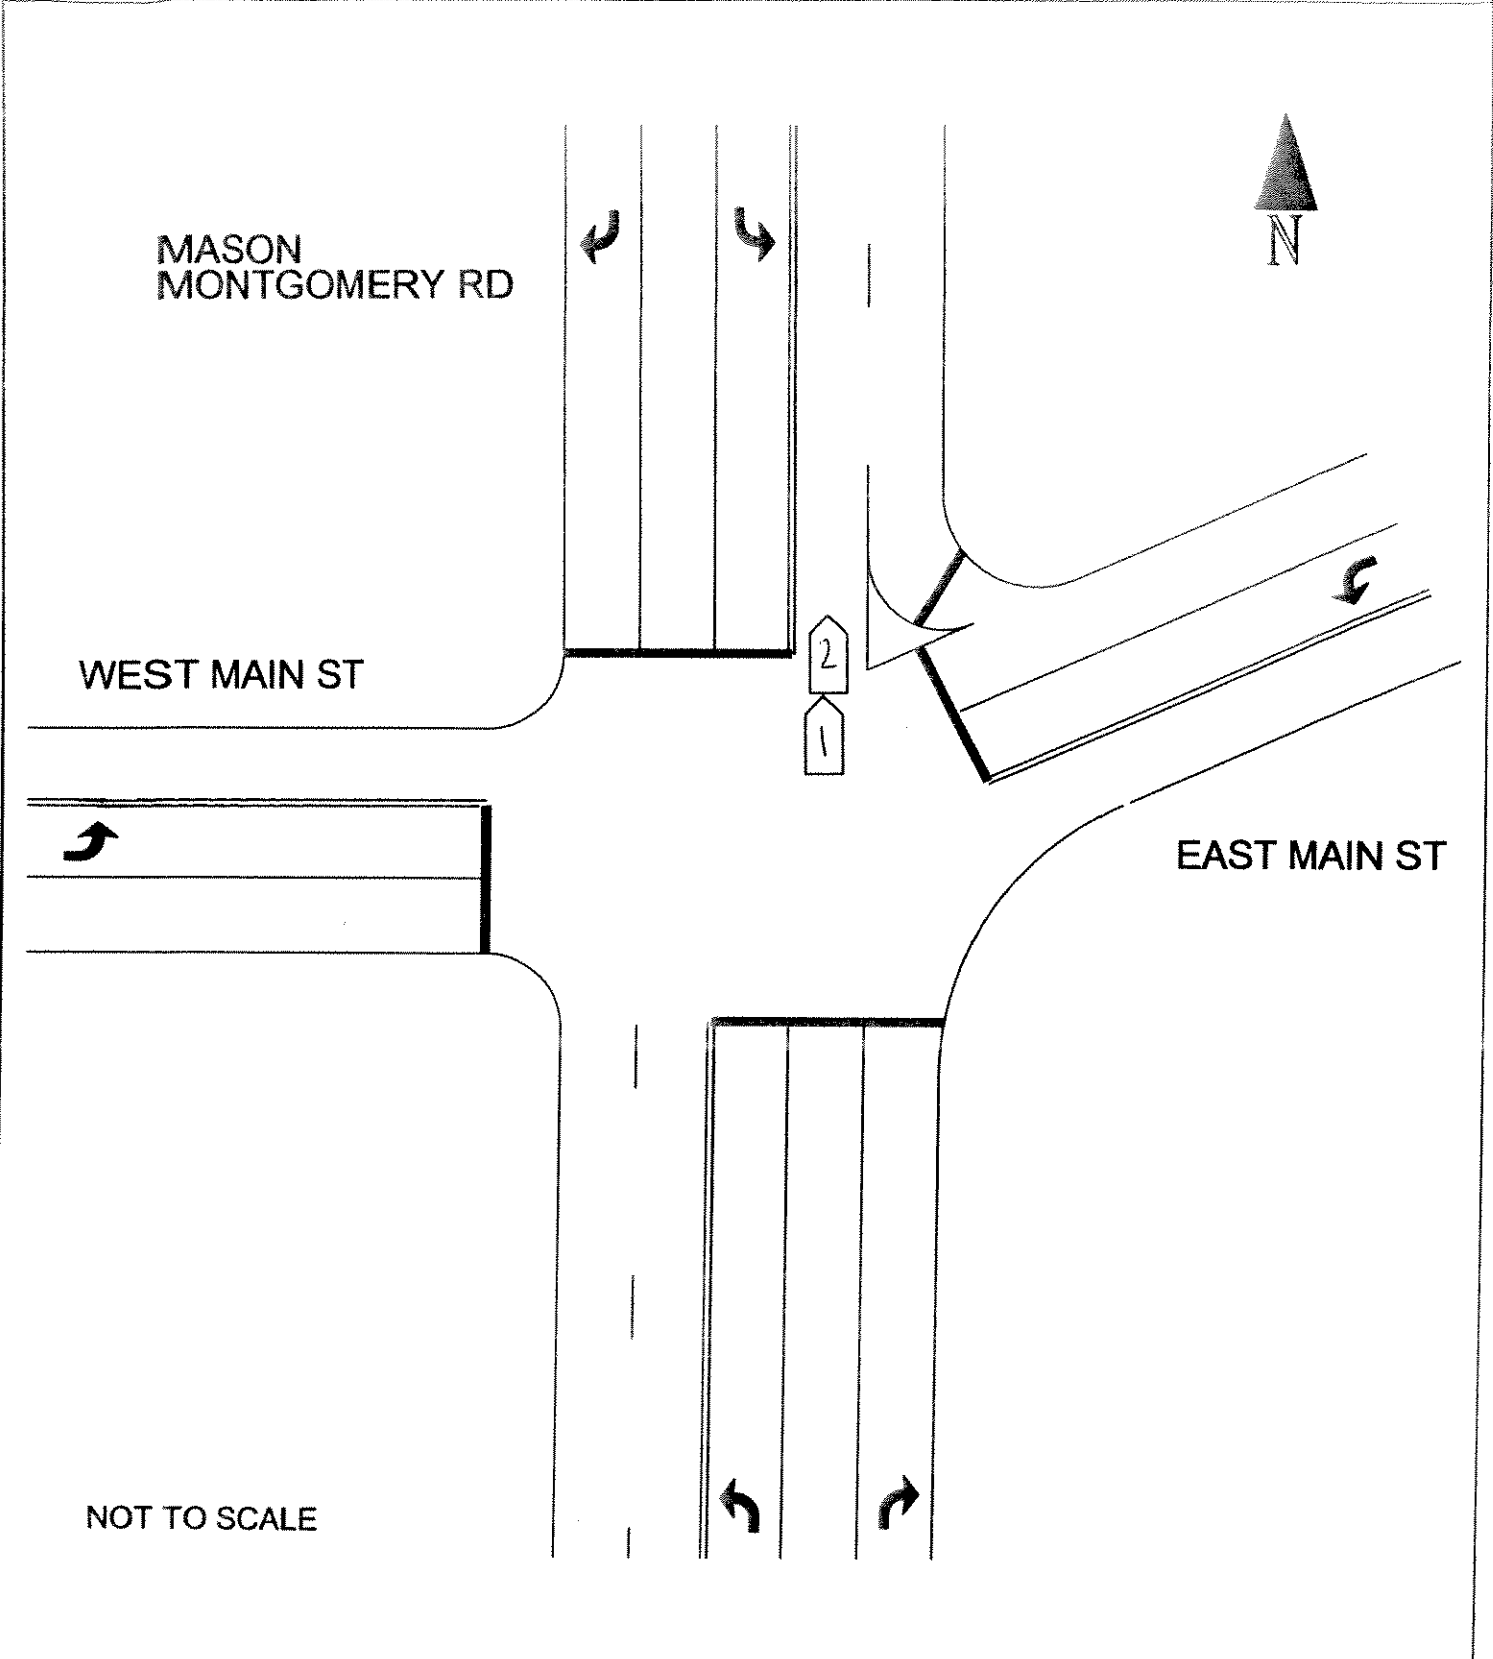 N
MASON
MONTGOMERY RD
2
WEST MAIN ST
1
EAST MAIN ST
NOT TO SCALE